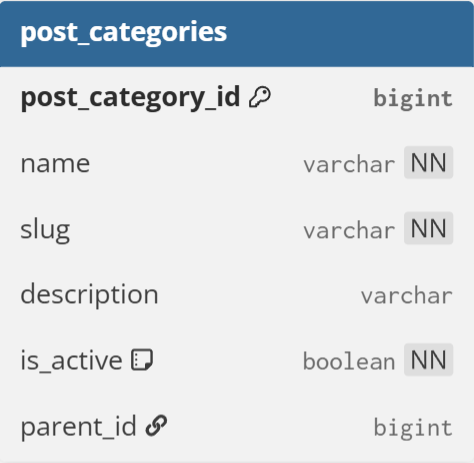 post_categories
post_category_id bigint
name varchar NN
slug varchar NN
description varchar
is_active boolean NN
parent_id bigint